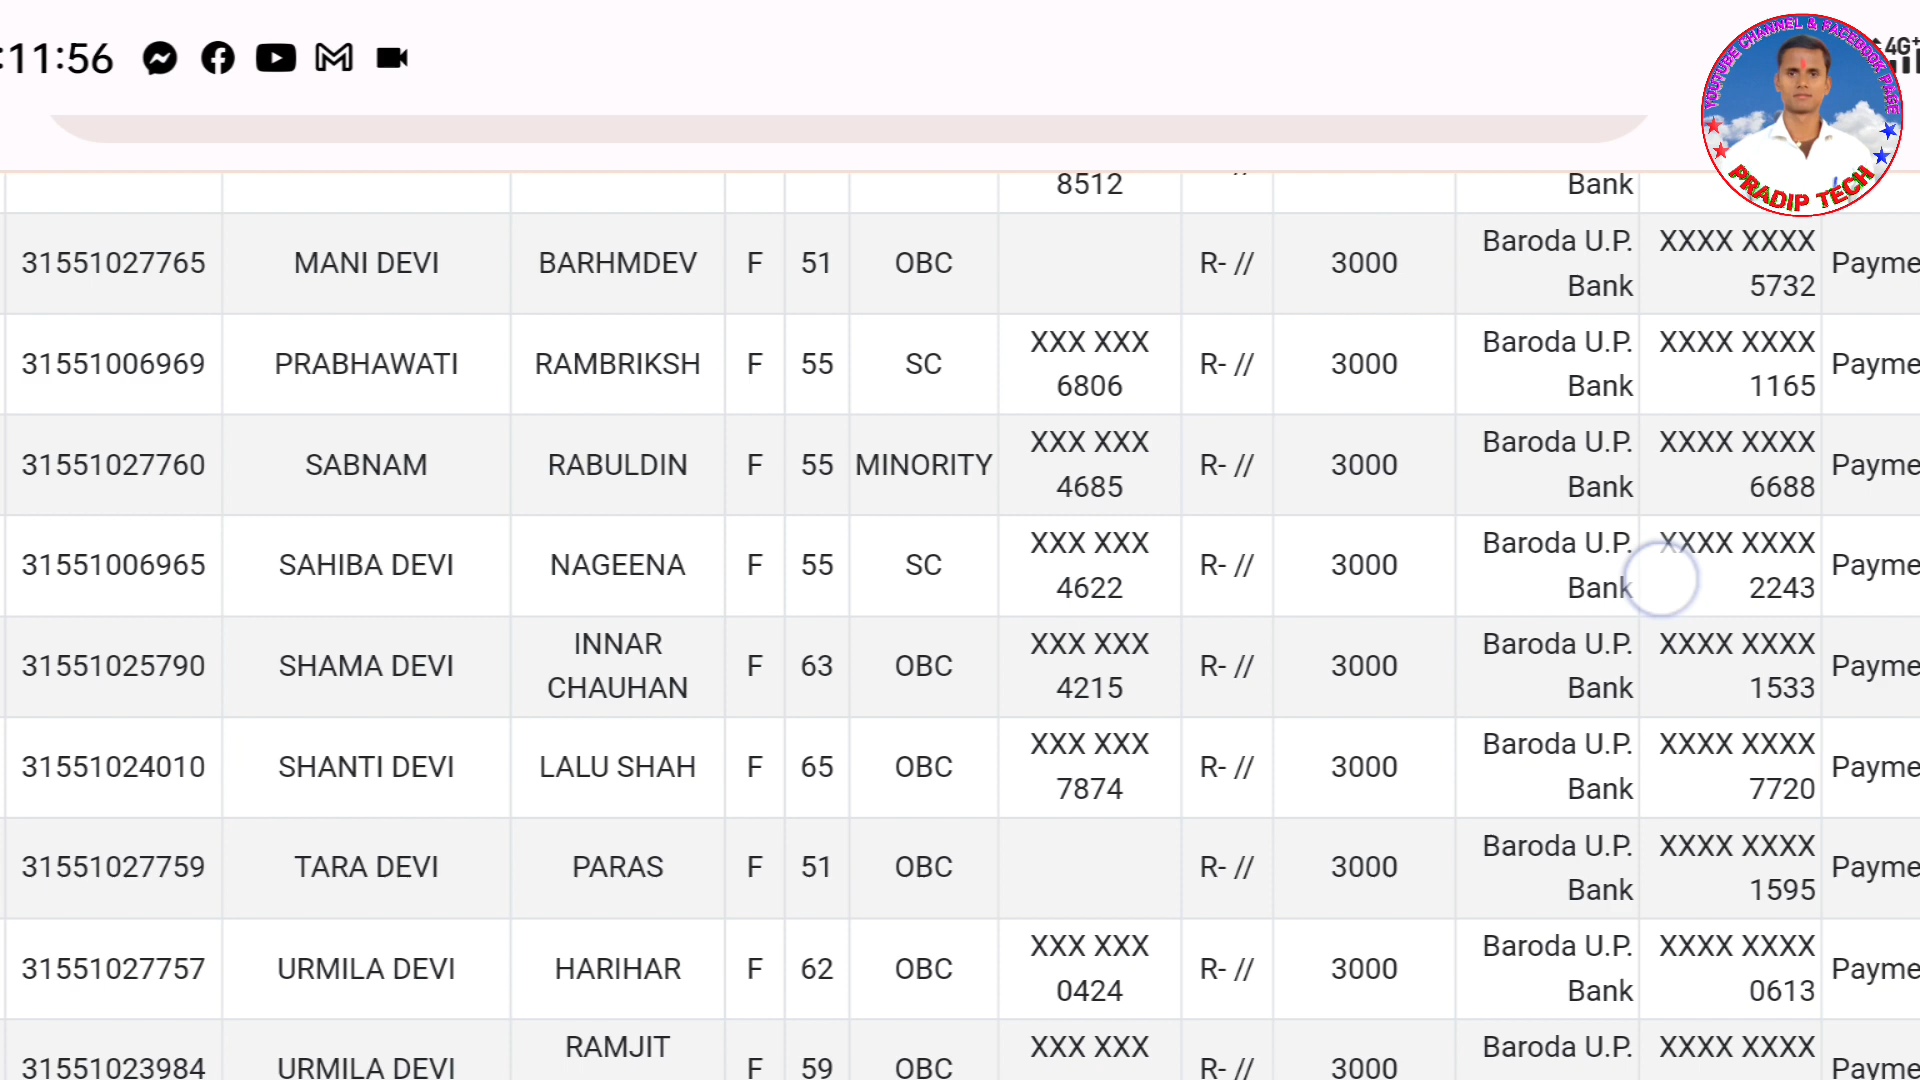 :11:56
4G+
YOUTUBE CHANNEL & FACEBOOK PAGE
PRADIP TECH
8512 Bank
31551027765 MANI DEVI BARHMDEV F 51 OBC R- // 3000 Baroda U.P. Bank XXXX XXXX 5732 Payme
31551006969 PRABHAWATI RAMBRIKSH F 55 SC XXX XXX 6806 R- // 3000 Baroda U.P. Bank XXXX XXXX 1165 Payme
31551027760 SABNAM RABULDIN F 55 MINORITY XXX XXX 4685 R- // 3000 Baroda U.P. Bank XXXX XXXX 6688 Payme
31551006965 SAHIBA DEVI NAGEENA F 55 SC XXX XXX 4622 R- // 3000 Baroda U.P. Bank XXXX XXXX 2243 Payme
31551025790 SHAMA DEVI INNAR CHAUHAN F 63 OBC XXX XXX 4215 R- // 3000 Baroda U.P. Bank XXXX XXXX 1533 Payme
31551024010 SHANTI DEVI LALU SHAH F 65 OBC XXX XXX 7874 R- // 3000 Baroda U.P. Bank XXXX XXXX 7720 Payme
31551027759 TARA DEVI PARAS F 51 OBC R- // 3000 Baroda U.P. Bank XXXX XXXX 1595 Payme
31551027757 URMILA DEVI HARIHAR F 62 OBC XXX XXX 0424 R- // 3000 Baroda U.P. Bank XXXX XXXX 0613 Payme
31551023984 URMILA DEVI RAMJIT F 59 OBC XXX XXX R- // 3000 Baroda U.P. XXXX XXXX Payme